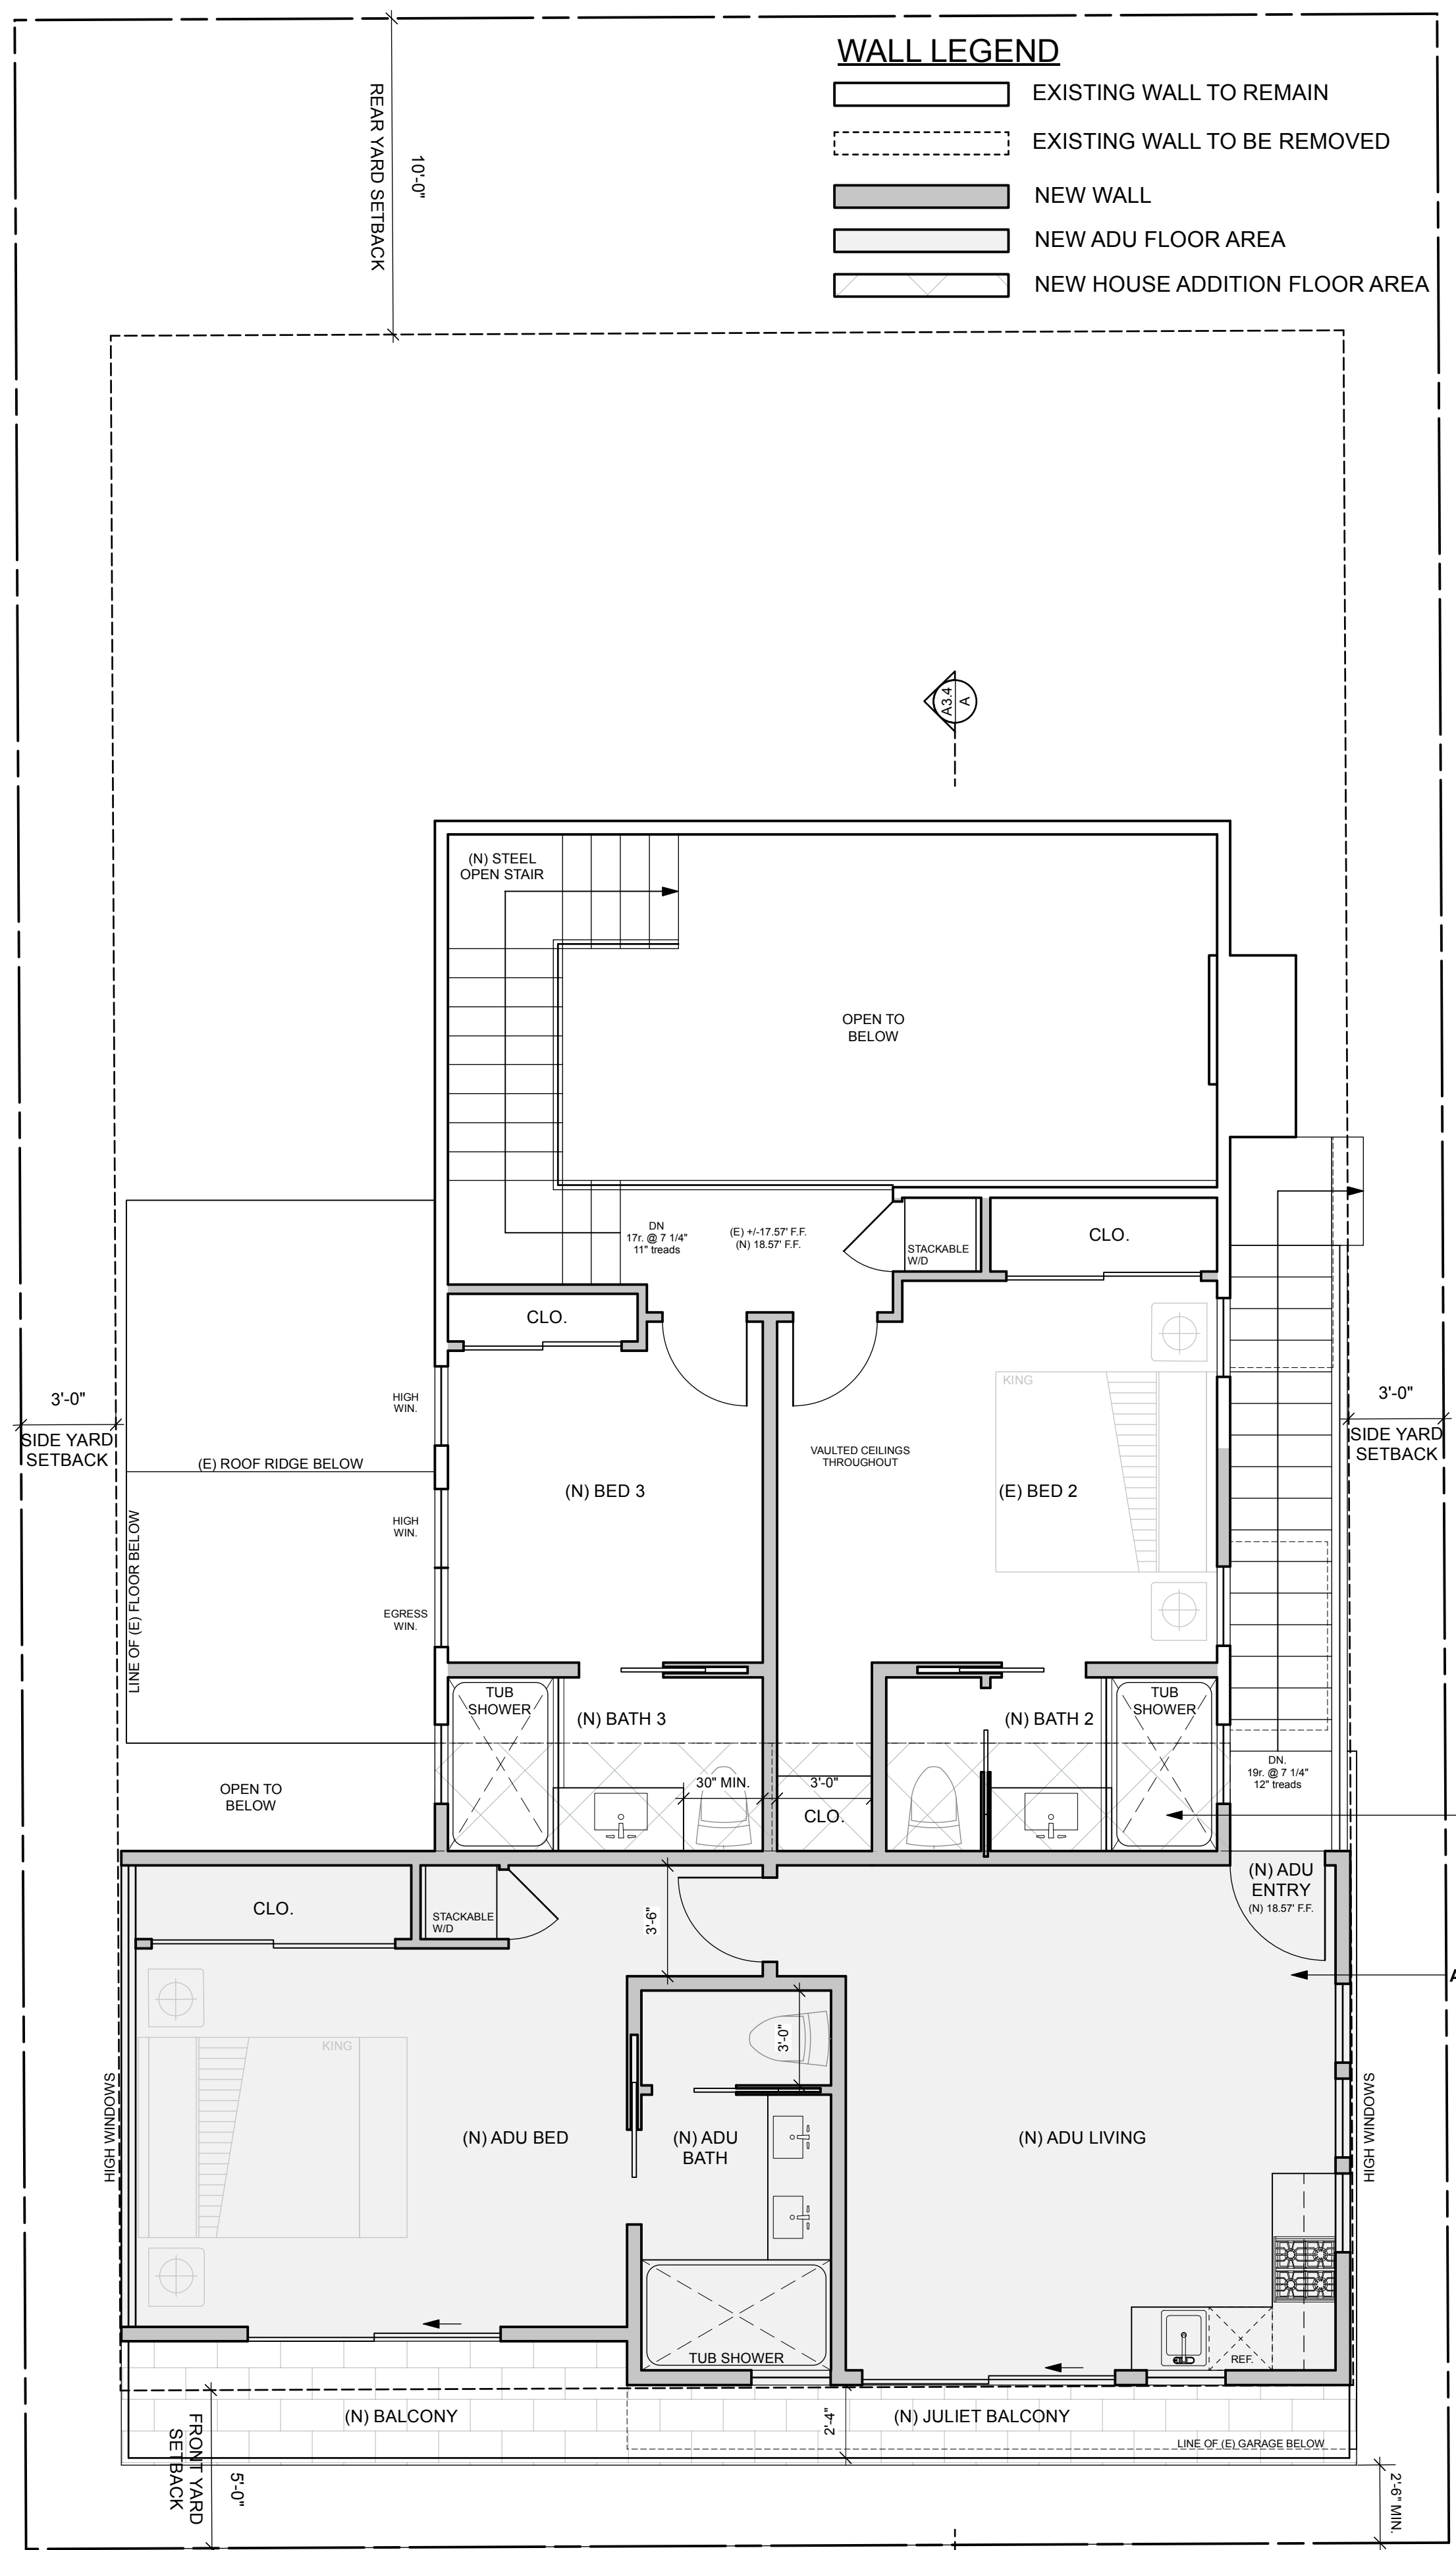 WALL LEGEND
EXISTING WALL TO REMAIN
EXISTING WALL TO BE REMOVED
NEW WALL
NEW ADU FLOOR AREA
NEW HOUSE ADDITION FLOOR AREA
REAR YARD SETBACK
10'-0"
A3.4
A
(N) STEEL
OPEN STAIR
OPEN TO
BELOW
DN
17r. @ 7 1/4"
11" treads
(E) +/-17.57' F.F.
(N) 18.57' F.F.
STACKABLE
W/D
CLO.
CLO.
KING
HIGH
WIN.
3'-0"
SIDE YARD
SETBACK
3'-0"
SIDE YARD
SETBACK
(E) ROOF RIDGE BELOW
VAULTED CEILINGS
THROUGHOUT
(N) BED 3
(E) BED 2
HIGH
WIN.
LINE OF (E) FLOOR BELOW
EGRESS
WIN.
TUB
SHOWER
(N) BATH 3
(N) BATH 2
TUB
SHOWER
OPEN TO
BELOW
30" MIN.
3'-0"
CLO.
DN.
19r. @ 7 1/4"
12" treads
(N) ADU
ENTRY
(N) 18.57' F.F.
CLO.
STACKABLE
W/D
3'-6"
KING
3'-0"
HIGH WINDOWS
(N) ADU BED
(N) ADU
BATH
(N) ADU LIVING
HIGH WINDOWS
TUB SHOWER
REF.
(N) BALCONY
2'-4"
(N) JULIET BALCONY
LINE OF (E) GARAGE BELOW
FRONT YARD
SETBACK
5'-0"
2'-6" MIN.